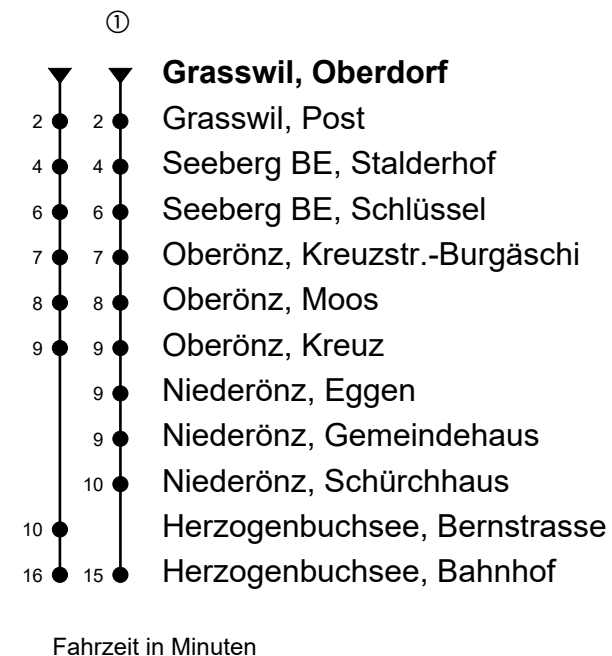 ①
Grasswil, Oberdorf
2 2 Grasswil, Post
4 4 Seeberg BE, Stalderhof
6 6 Seeberg BE, Schlüssel
7 7 Oberönz, Kreuzstr.-Burgäschi
8 8 Oberönz, Moos
9 9 Oberönz, Kreuz
9 Niederönz, Eggen
9 Niederönz, Gemeindehaus
10 Niederönz, Schürchhaus
10 Herzogenbuchsee, Bernstrasse
16 15 Herzogenbuchsee, Bahnhof
Fahrzeit in Minuten